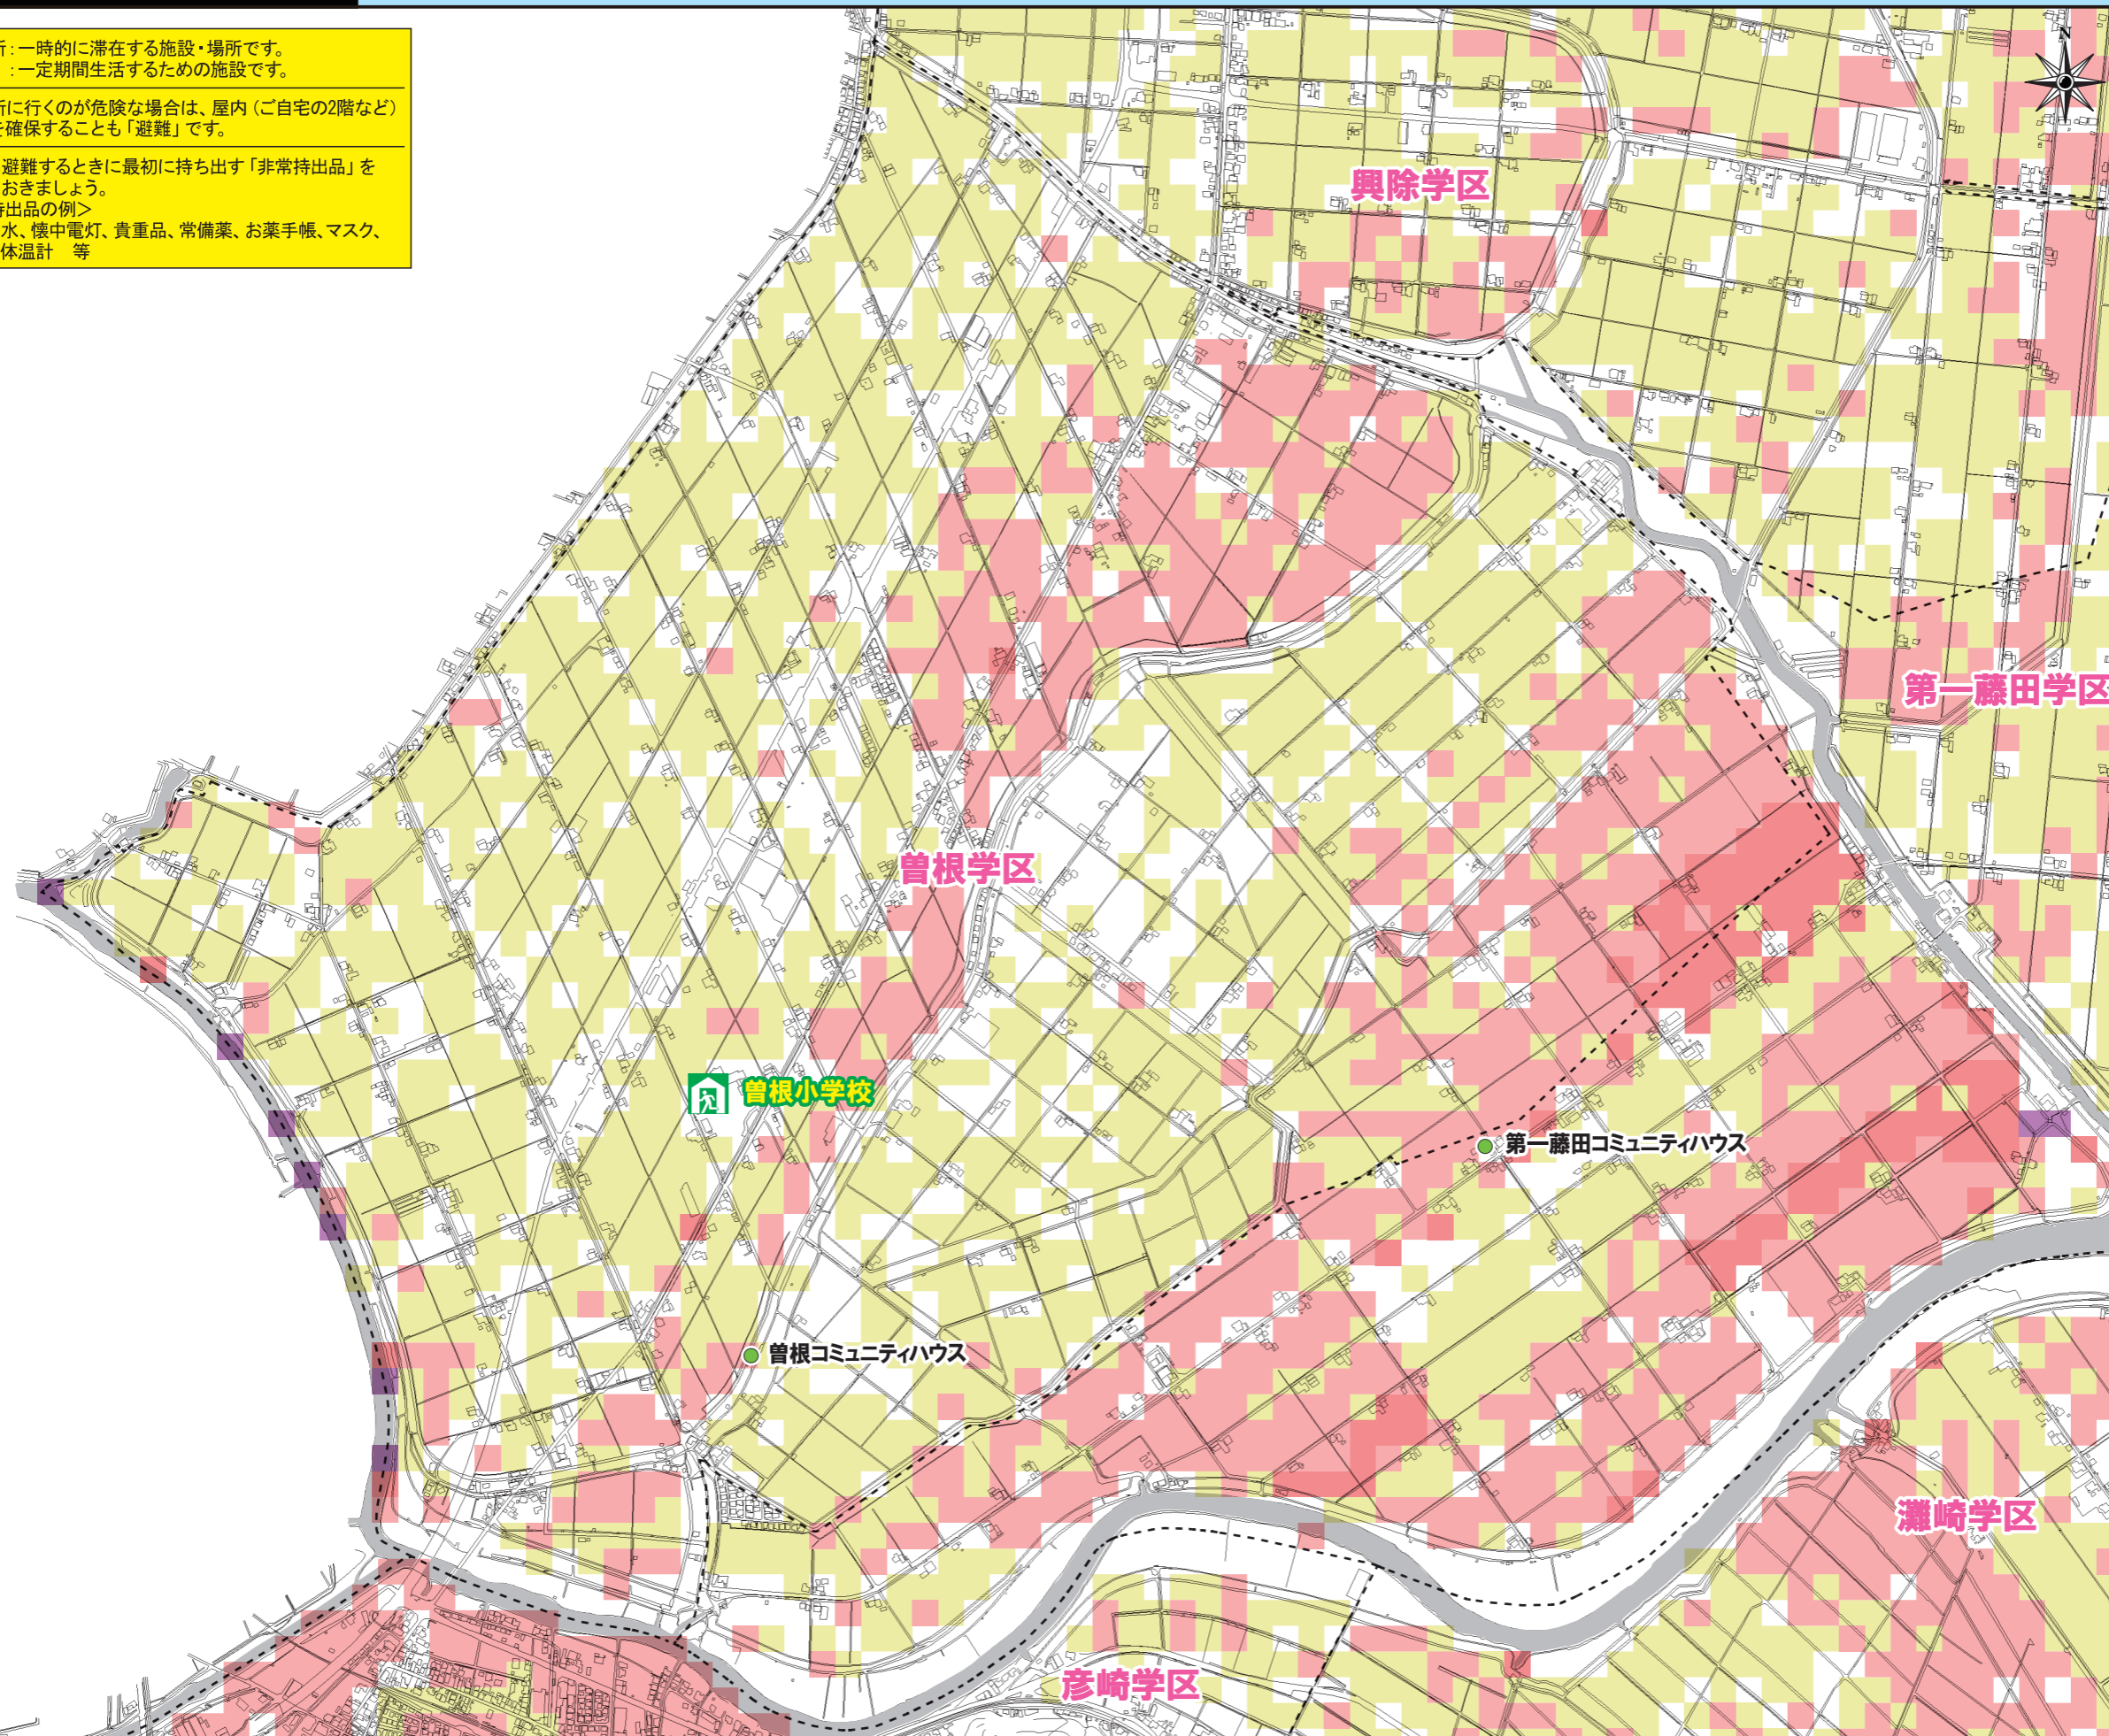 所：一時的に滞在する施設・場所です。
：一定期間生活するための施設です。
所に行くのが危険な場合は、屋内（ご自宅の2階など）
を確保することも「避難」です。
避難するときに最初に持ち出す「非常持出品」を
おきましょう。
持出品の例＞
水、懐中電灯、貴重品、常備薬、お薬手帳、マスク、
体温計　等
N
興除学区
第一藤田学区
曽根学区
曽根小学校
第一藤田コミュニティハウス
曽根コミュニティハウス
灘崎学区
彦崎学区